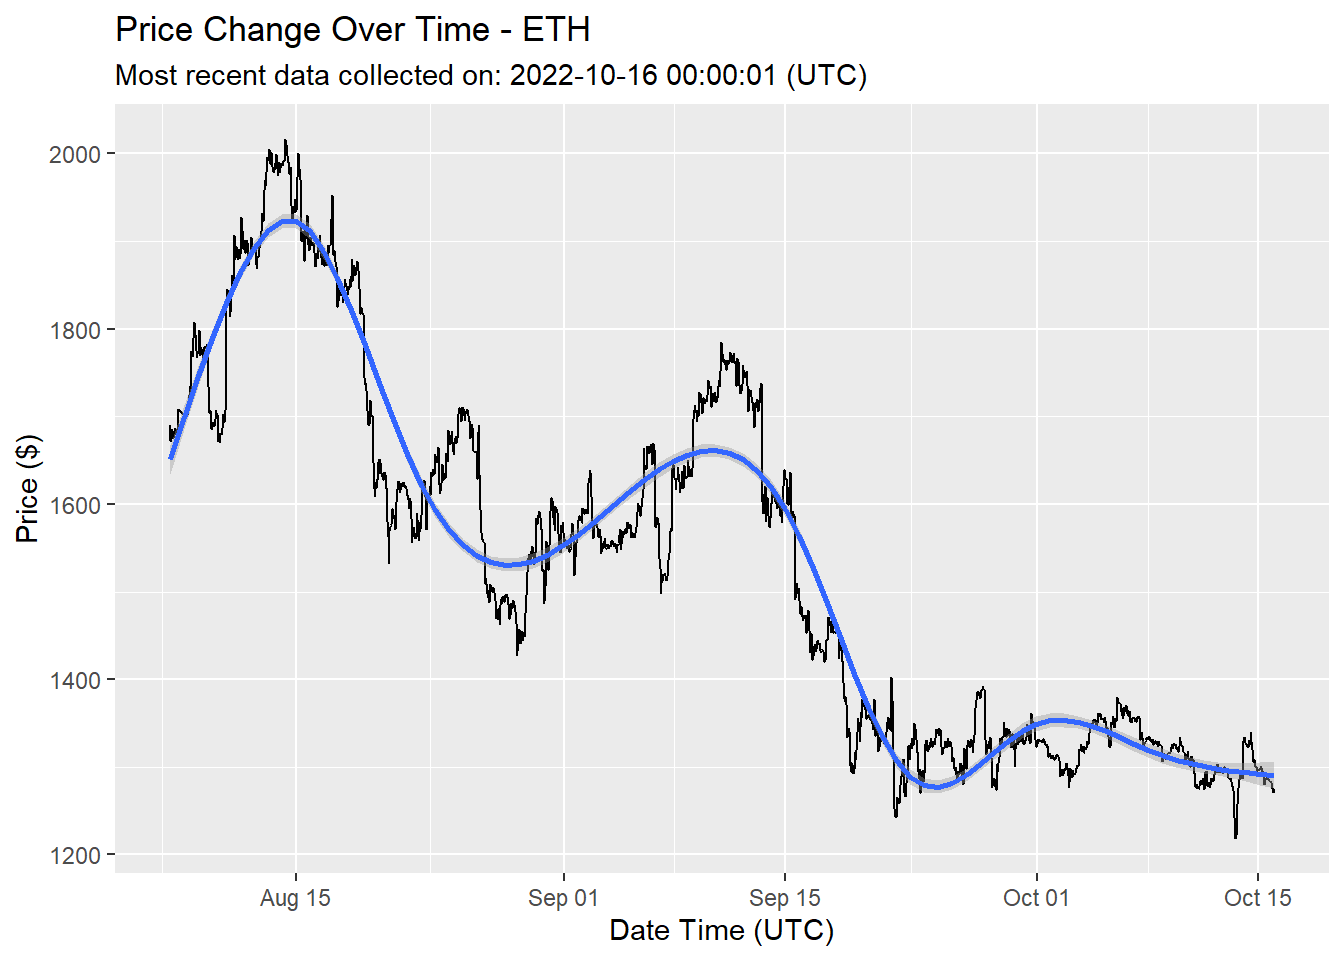 Price Change Over Time - ETH
Most recent data collected on: 2022-10-16 00:00:01 (UTC)
Price ($)
2000
1800
1600
1400
1200
Aug 15
Sep 01
Sep 15
Oct 01
Oct 15
Date Time (UTC)